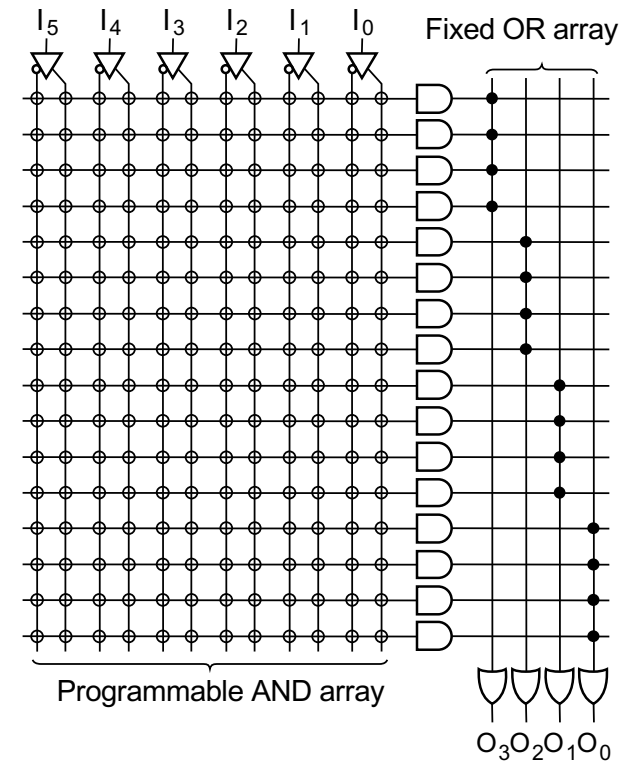 I5 I4 I3 I2 I1 I0
Fixed OR array
Programmable AND array
O3O2O1O0